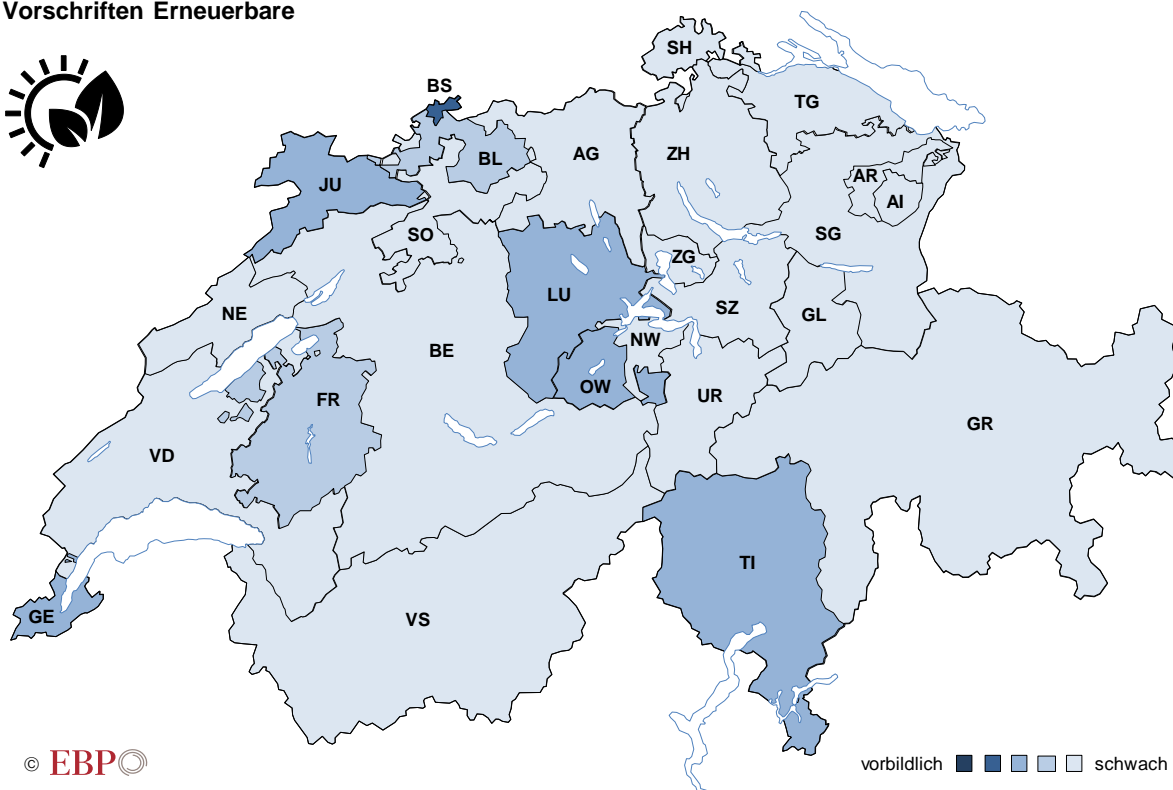 Vorschriften Erneuerbare
SH
BS
TG
BL
AG
ZH
JU
AR
AI
SO
SG
ZG
LU
NE
SZ
GL
NW
BE
OW
FR
UR
GR
VD
TI
GE
VS
© EBP
vorbildlich schwach